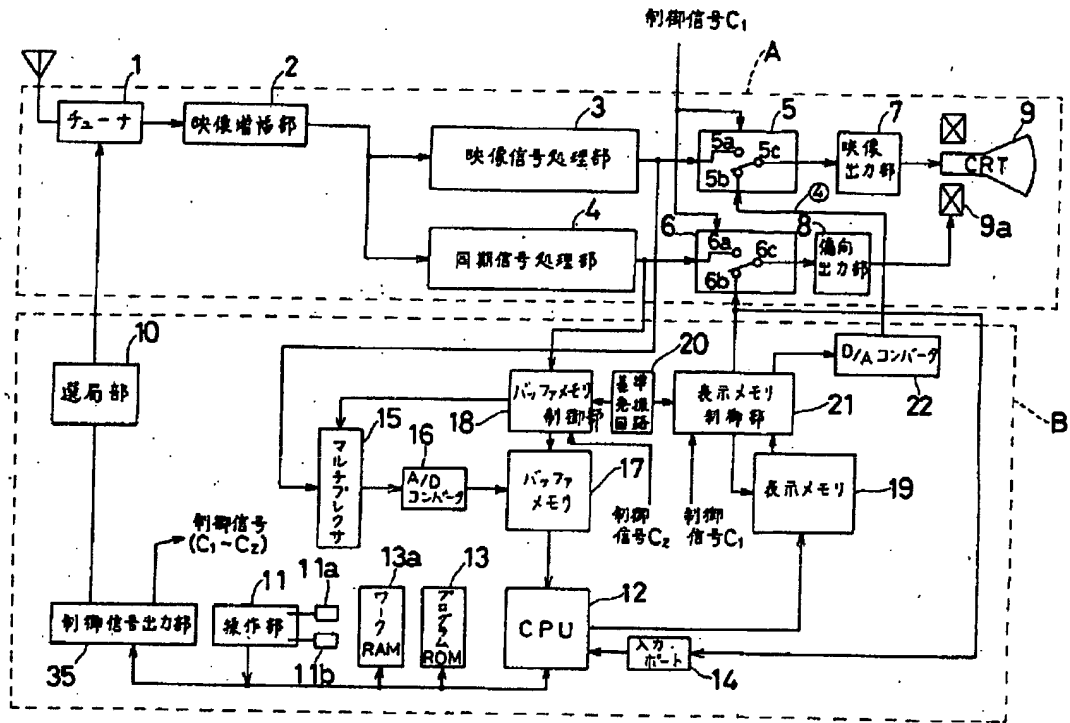 制御信号C₁
A
1
2
3
5
7
9
チューナ
映像増幅部
映像信号処理部
5a
5c
5b
映像
出力部
CRT
④
4
6
8
9a
同期信号処理部
6a
6c
6b
偏向
出力部
10
選局部
20
バッファメモリ
制御部
18
基準
発振
回路
表示メモリ
制御部
21
D/Aコンバータ
22
B
15
マルチプレクサ
16
A/D
コンバータ
バッファ
メモリ
17
表示メモリ
19
制御
信号C₂
制御
信号C₁
制御信号
(C₁~C₂)
11
11a
13a
13
12
制御信号出力部
操作部
ワーク
RAM
プログラム
ROM
CPU
入力
ポート
35
11b
14